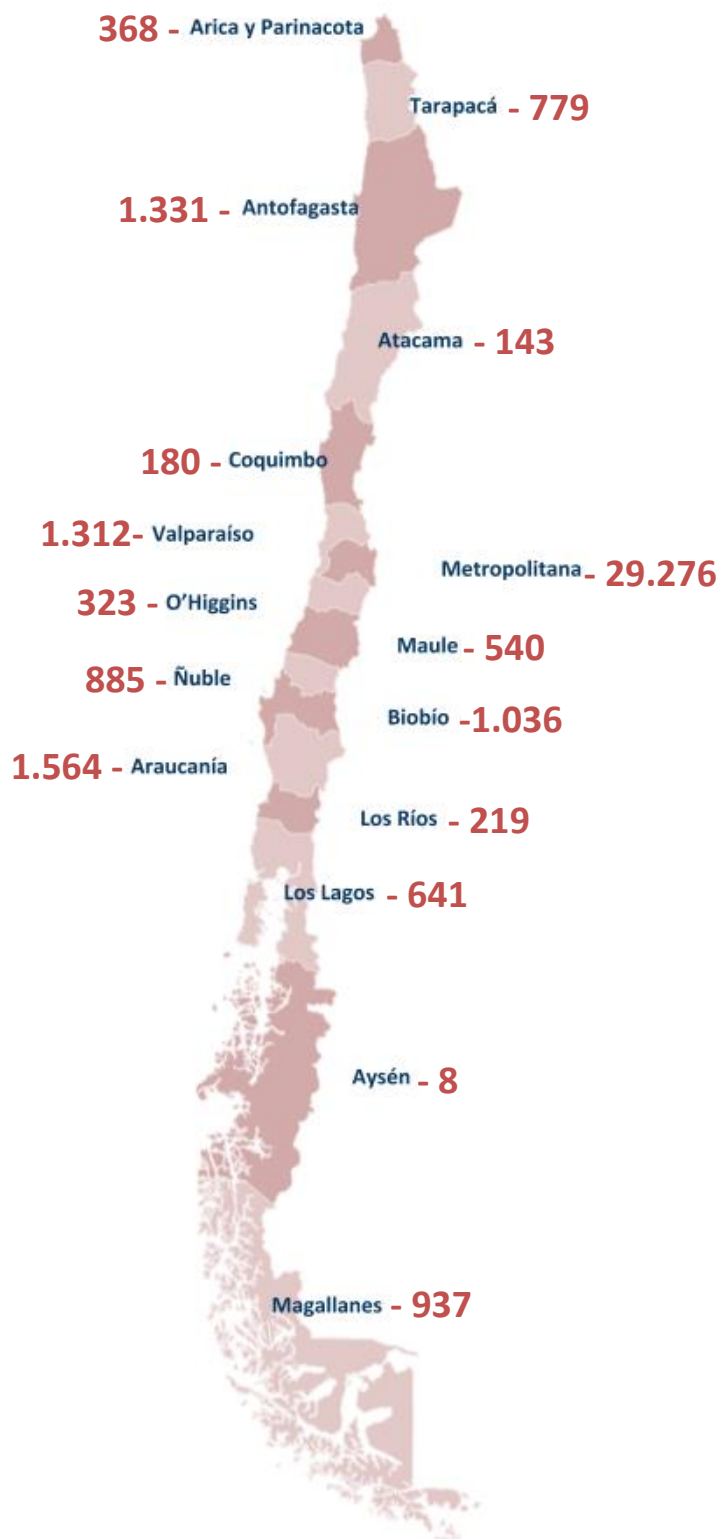 368 - Arica y Parinacota
Tarapacá - 779
1.331 - Antofagasta
Atacama - 143
180 - Coquimbo
1.312- Valparaíso
Metropolitana - 29.276
323 - O'Higgins
Maule - 540
885 - Ñuble
Biobío -1.036
1.564 - Araucanía
Los Ríos - 219
Los Lagos - 641
Aysén - 8
Magallanes - 937